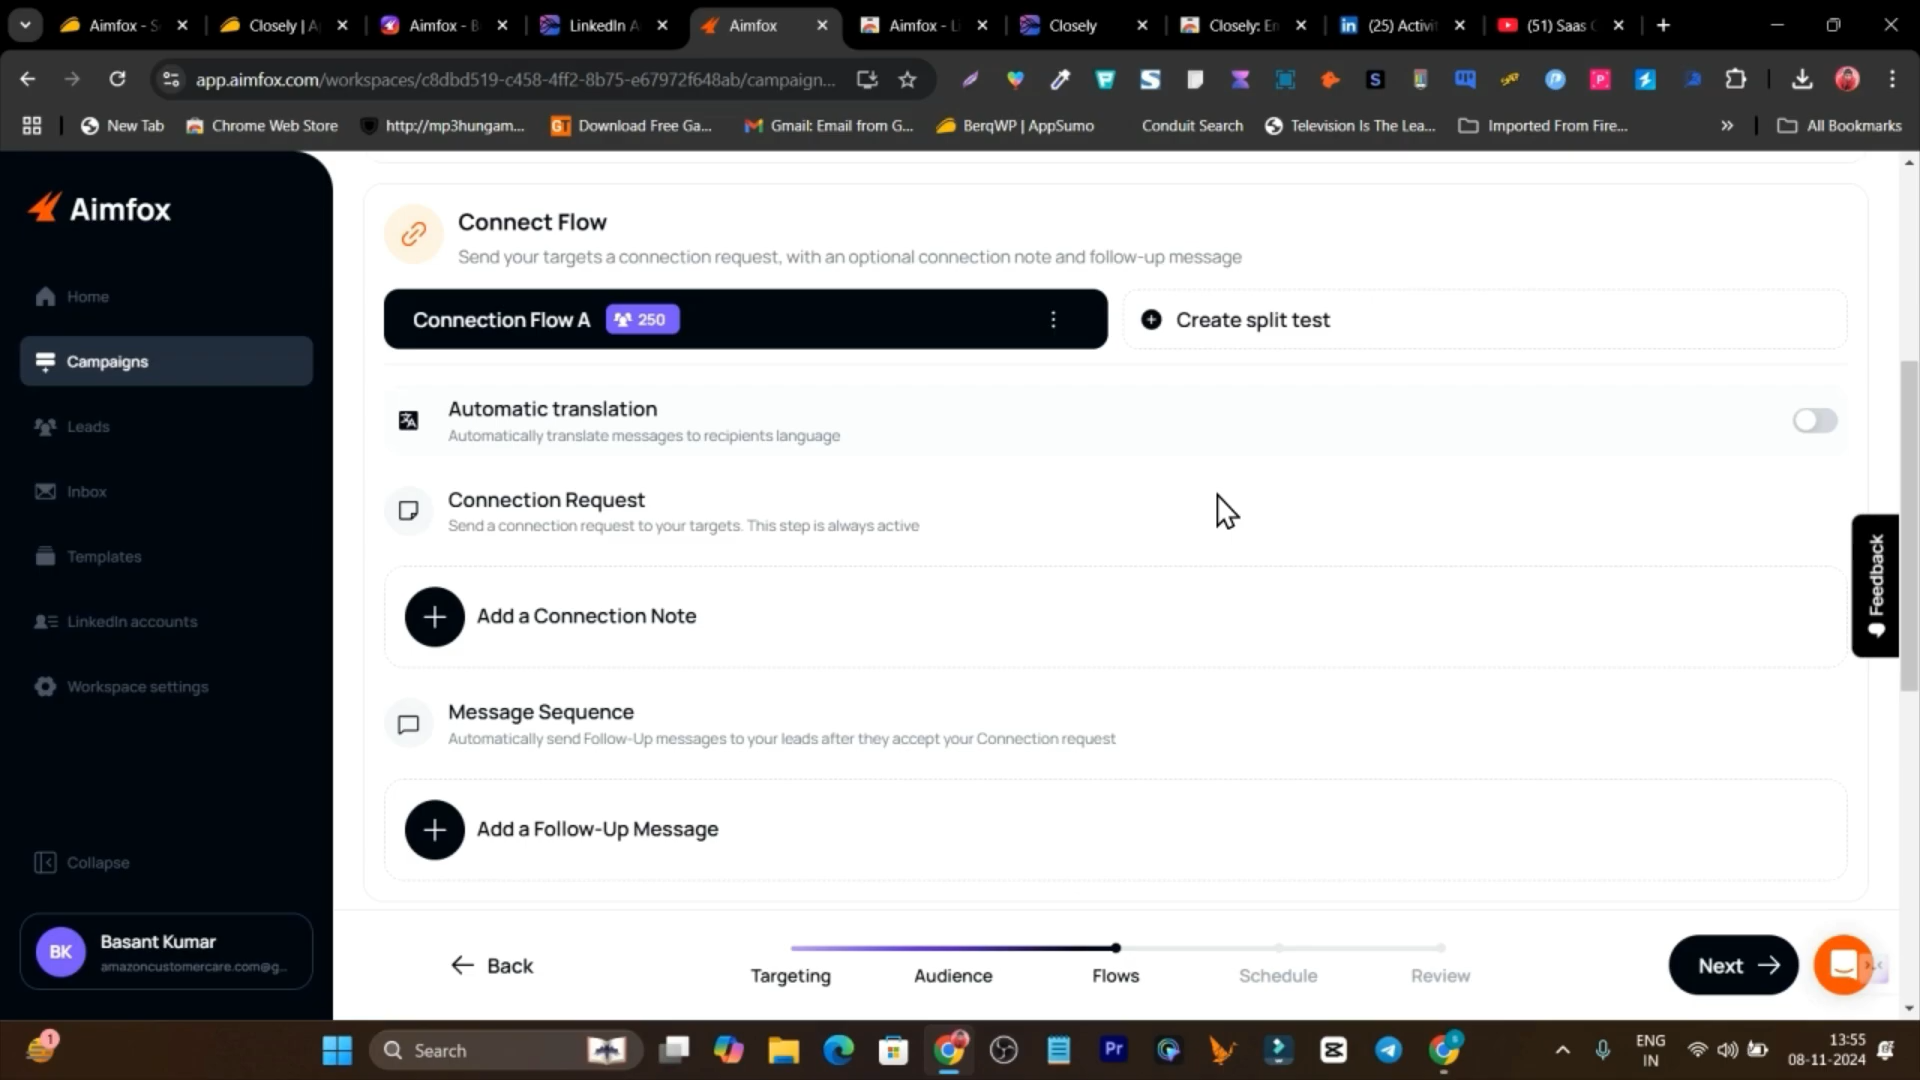 Aimfox - S
Closely | A
Aimfox - B
LinkedIn A
Aimfox
Aimfox - Li
Closely
Closely: En
(25) Activit
(51) Saas
app.aimfox.com/workspaces/c8dbd519-c458-4ff2-8b75-e67972f648ab/campaign...
New Tab
Chrome Web Store
http://mp3hungam...
Download Free Ga...
Gmail: Email from G...
BerqWP | AppSumo
Conduit Search
Television Is The Lea...
Imported From Fire...
All Bookmarks
Aimfox
Home
Campaigns
Leads
Inbox
Templates
LinkedIn accounts
Workspace settings
Collapse
BK
Basant Kumar
amazoncustomercare.com@g...
Connect Flow
Send your targets a connection request, with an optional connection note and follow-up message
Connection Flow A 250
Create split test
Automatic translation
Automatically translate messages to recipients language
Connection Request
Send a connection request to your targets. This step is always active
Add a Connection Note
Message Sequence
Automatically send Follow-Up messages to your leads after they accept your Connection request
Add a Follow-Up Message
Feedback
Back
Targeting
Audience
Flows
Schedule
Review
Next
1
Search
Pr
ENG
IN
13:55
08-11-2024